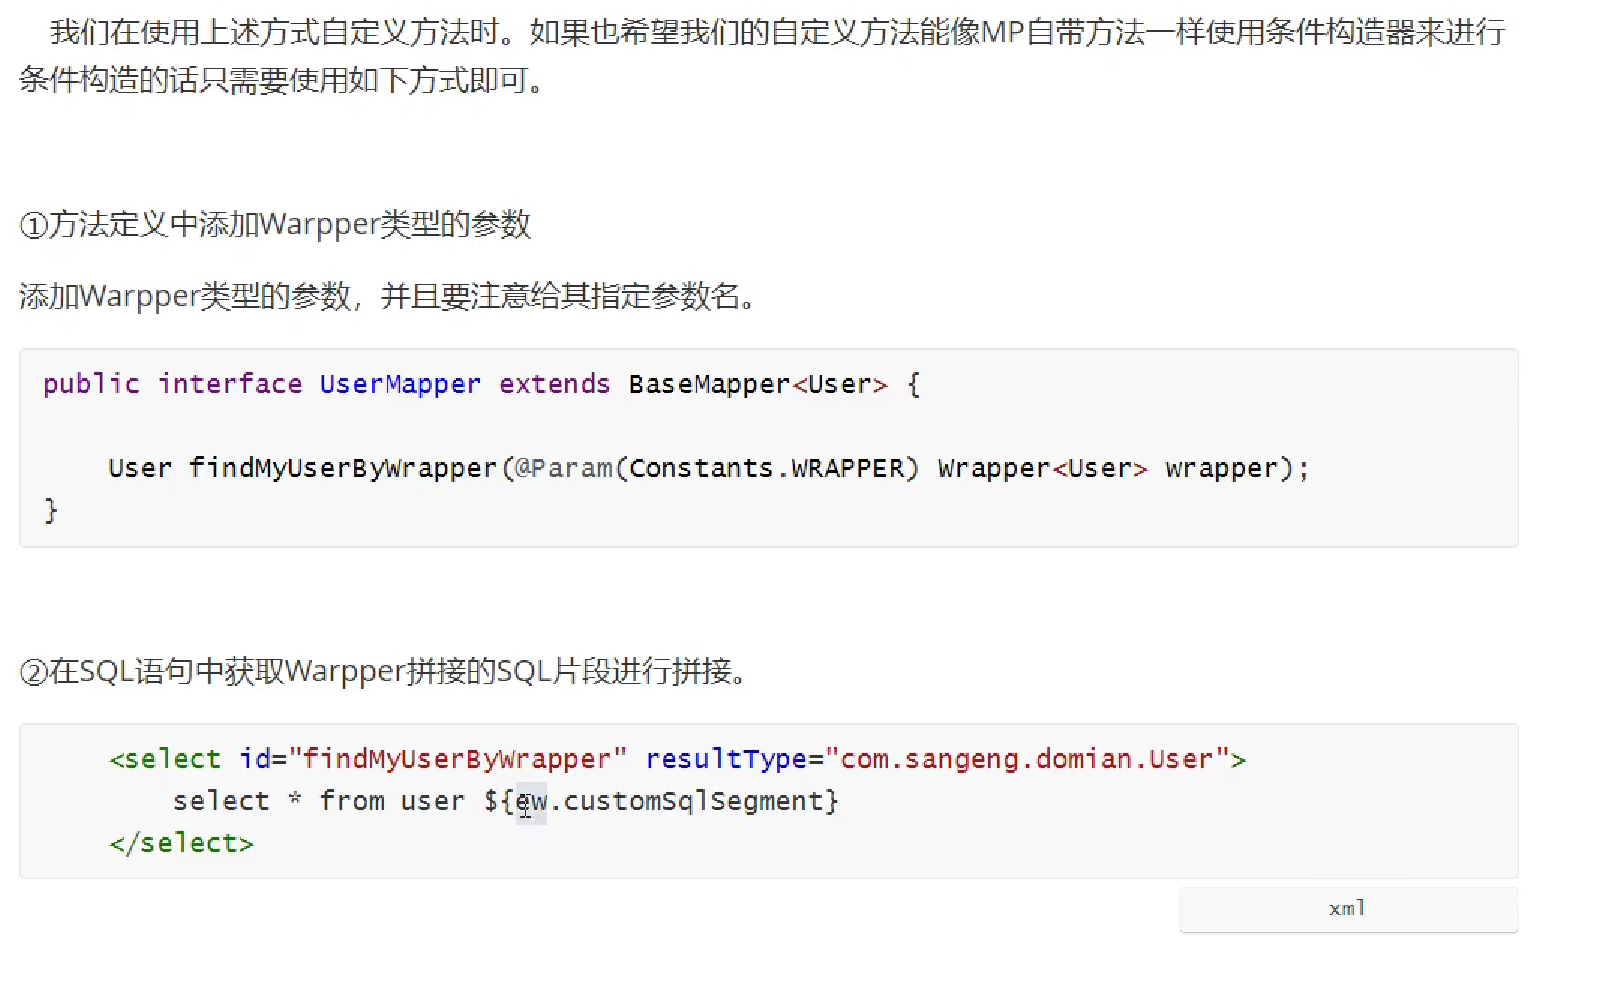 我们在使用上述方式自定义方法时。如果也希望我们的自定义方法能像MP自带方法一样使用条件构造器来进行
条件构造的话只需要使用如下方式即可。
①方法定义中添加Warpper类型的参数
添加Warpper类型的参数，并且要注意给其指定参数名。
public interface UserMapper extends BaseMapper<User> {
User findMyUserByWrapper(@Param(Constants.WRAPPER) Wrapper<User> wrapper);
}
②在SQL语句中获取Warpper拼接的SQL片段进行拼接。
<select id="findMyUserByWrapper" resultType="com.sangeng.domian.User">
select * from user ${ew.customSqlSegment}
</select>
xml